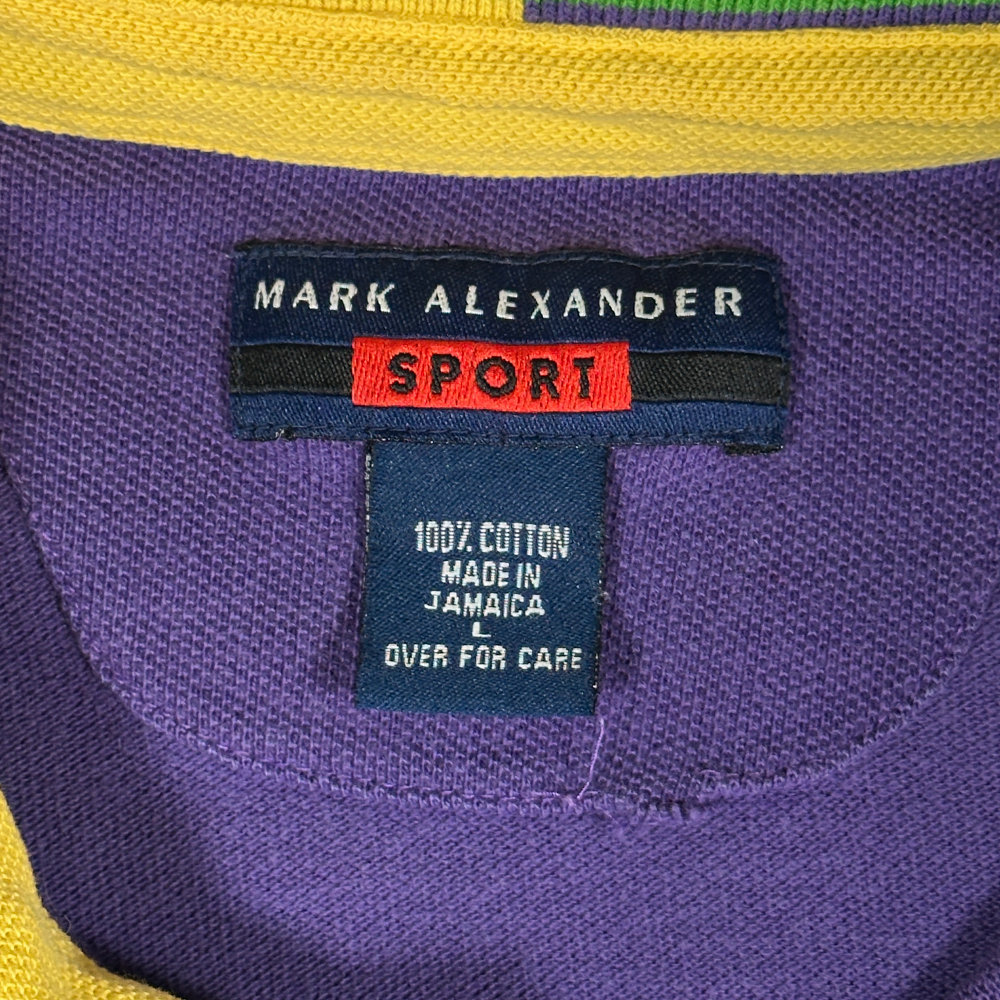 MARK ALEXANDER
SPORT
100% COTTON
MADE IN
JAMAICA
L
OVER FOR CARE